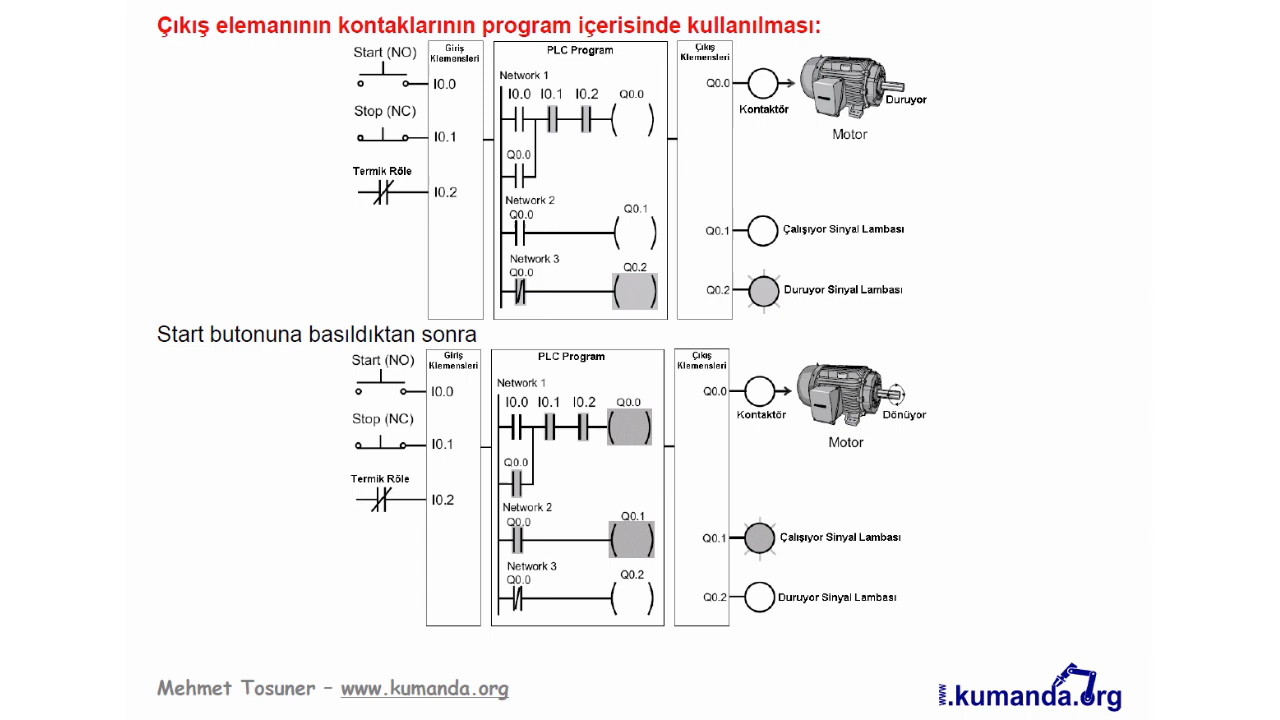 Çıkış elemanının kontaklarının program içerisinde kullanılması:
Start (NO)
I0.0
Stop (NC)
I0.1
Termik Röle
I0.2
Giriş
Klemensleri
PLC Program
Network 1
I0.0 I0.1 I0.2 Q0.0
Q0.0
Network 2
Q0.0 Q0.1
Network 3
Q0.0 Q0.2
Çıkış
Klemensleri
Q0.0
Kontaktör
Duruyor
Motor
Q0.1 Çalışıyor Sinyal Lambası
Q0.2 Duruyor Sinyal Lambası
Start butonuna basıldıktan sonra
Start (NO)
I0.0
Stop (NC)
I0.1
Termik Röle
I0.2
Giriş
Klemensleri
PLC Program
Network 1
I0.0 I0.1 I0.2 Q0.0
Q0.0
Network 2
Q0.0 Q0.1
Network 3
Q0.0 Q0.2
Çıkış
Klemensleri
Q0.0
Kontaktör
Dönüyor
Motor
Q0.1 Çalışıyor Sinyal Lambası
Q0.2 Duruyor Sinyal Lambası
Mehmet Tosuner – www.kumanda.org
www.kumanda.org